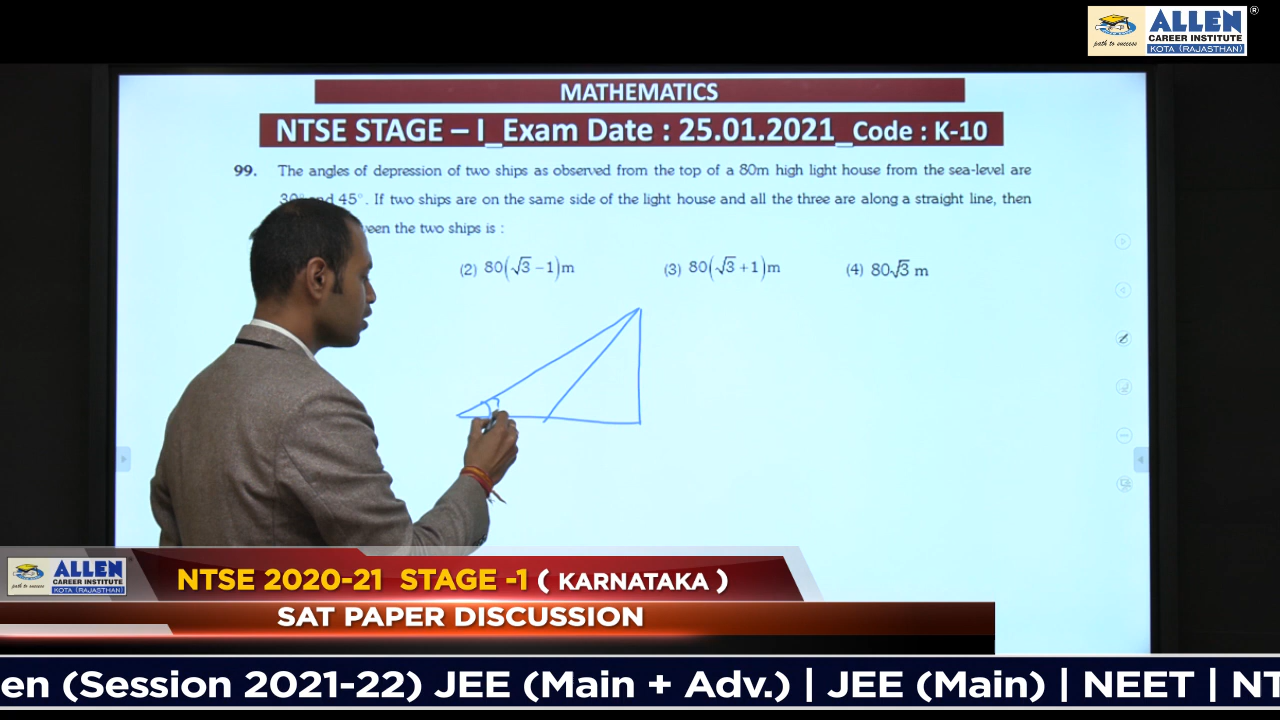 ALLEN
CAREER INSTITUTE
path to success
KOTA (RAJASTHAN)
®
MATHEMATICS
NTSE STAGE – I_Exam Date : 25.01.2021_Code : K-10
99. The angles of depression of two ships as observed from the top of a 80m high light house from the sea-level are
30° and 45°. If two ships are on the same side of the light house and all the three are along a straight line, then
the two ships is :
(2) 80(√3 – 1)m (3) 80(√3 + 1)m (4) 80√3 m
ALLEN
CAREER INSTITUTE
path to success
KOTA (RAJASTHAN)
NTSE 2020-21 STAGE -1 ( KARNATAKA )
SAT PAPER DISCUSSION
en (Session 2021-22) JEE (Main + Adv.) | JEE (Main) | NEET | NT